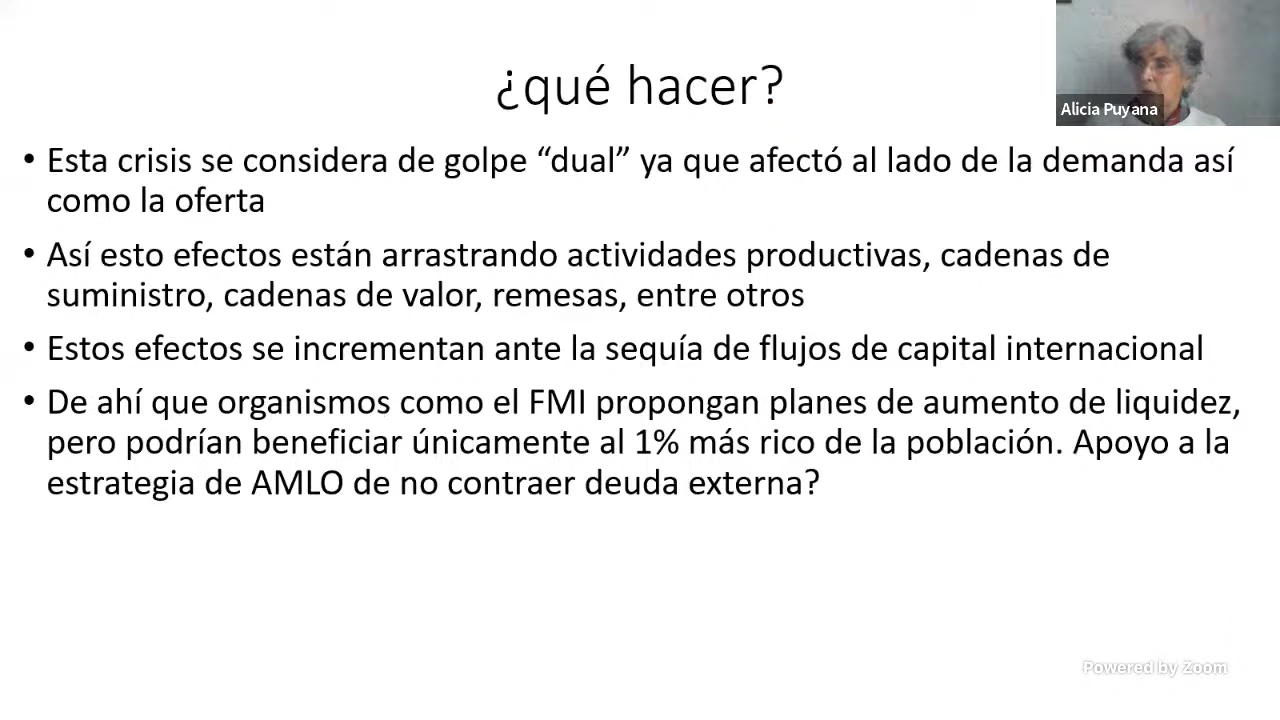 ¿qué hacer?
Alicia Puyana
• Esta crisis se considera de golpe “dual” ya que afectó al lado de la demanda así
como la oferta
• Así esto efectos están arrastrando actividades productivas, cadenas de
suministro, cadenas de valor, remesas, entre otros
• Estos efectos se incrementan ante la sequía de flujos de capital internacional
• De ahí que organismos como el FMI propongan planes de aumento de liquidez,
pero podrían beneficiar únicamente al 1% más rico de la población. Apoyo a la
estrategia de AMLO de no contraer deuda externa?
Powered by Zoom